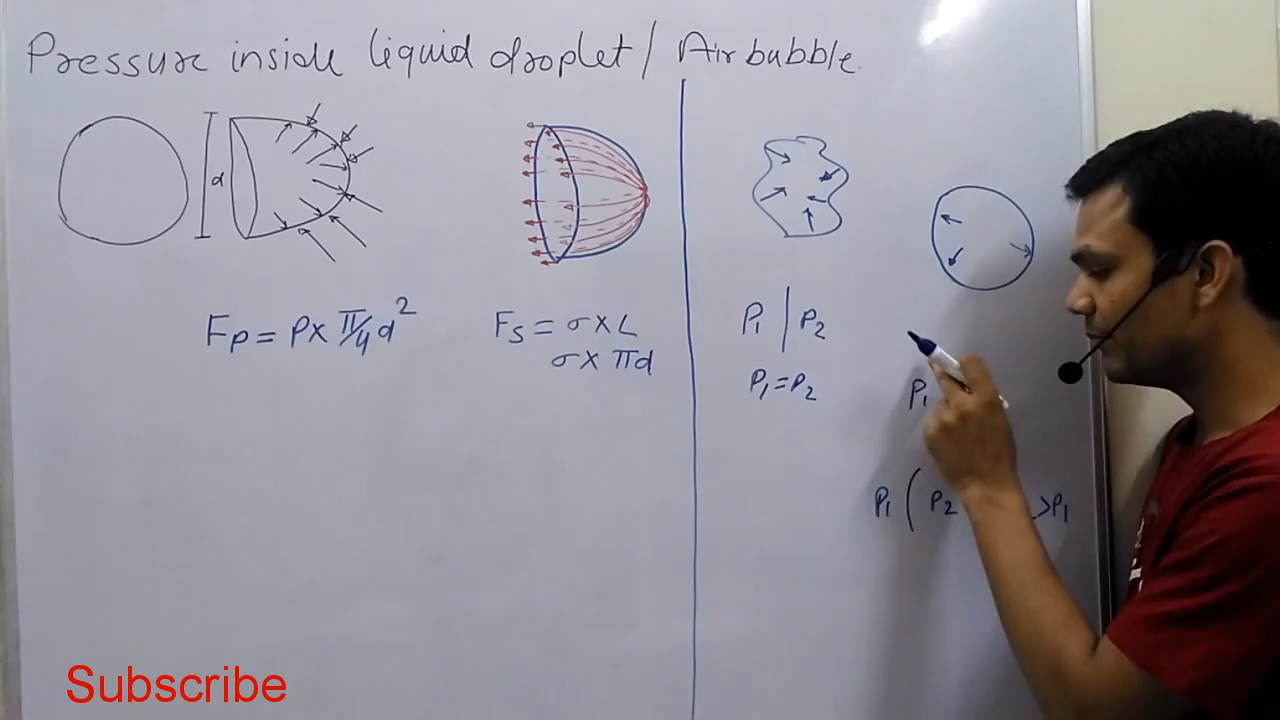 Pressure inside liquid droplet / Air bubble.
d
Fp = P x π/4 d²
Fs = σ x L
σ x πd
P₁ | P₂
P₁ = P₂
P₁
P₁ ( P₂
>P₁
Subscribe